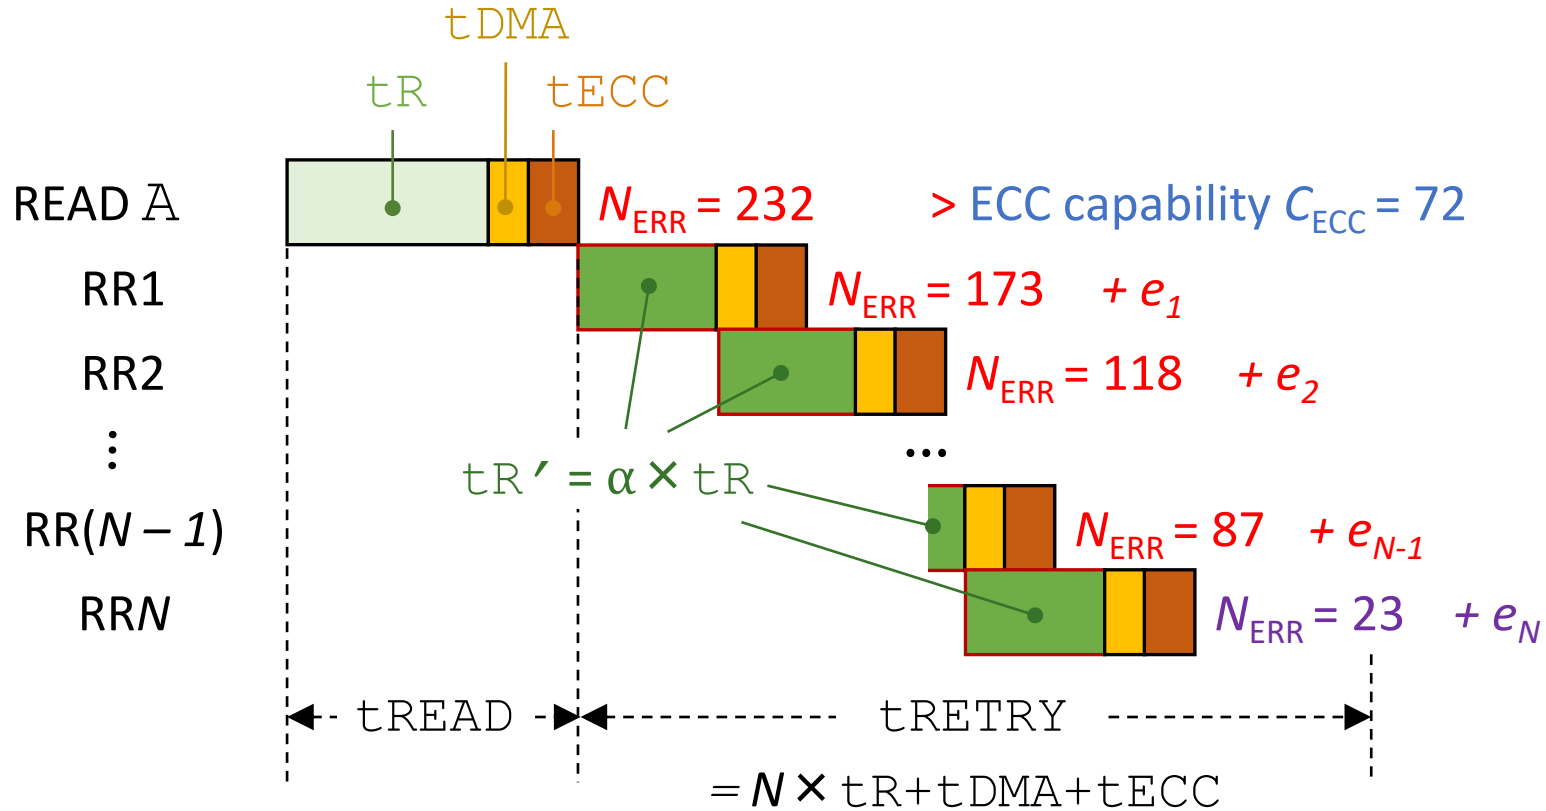 tDMA
tR tECC
READ A N_ERR = 232 > ECC capability C_ECC = 72
RR1 N_ERR = 173 + e_1
RR2 N_ERR = 118 + e_2
⋮ ...
tR′ = α × tR
RR(N – 1) N_ERR = 87 + e_N-1
RRN N_ERR = 23 + e_N
tREAD tRETRY
= N × tR+tDMA+tECC